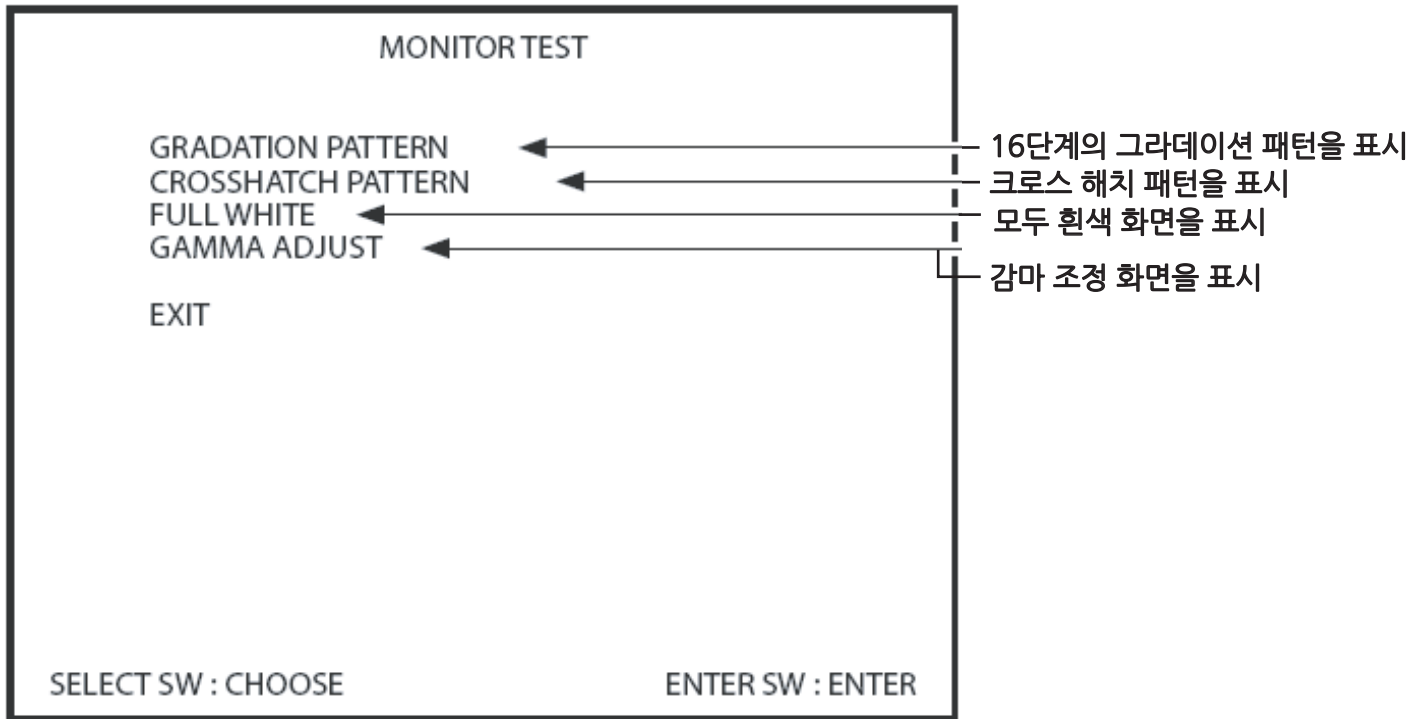 MONITOR TEST
GRADATION PATTERN
16단계의 그라데이션 패턴을 표시
CROSSHATCH PATTERN
크로스 해치 패턴을 표시
FULL WHITE
모두 흰색 화면을 표시
GAMMA ADJUST
감마 조정 화면을 표시
EXIT
SELECT SW : CHOOSE
ENTER SW : ENTER